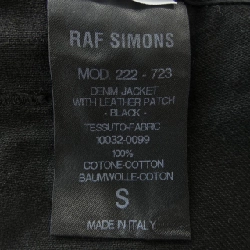 RAF SIMONS
MOD. 222 - 723
DENIM JACKET
WITH LEATHER PATCH
- BLACK -
TESSUTO-FABRIC
10032-0099
100%
COTONE-COTTON
BAUMWOLLE-COTON
S
MADE IN ITALY